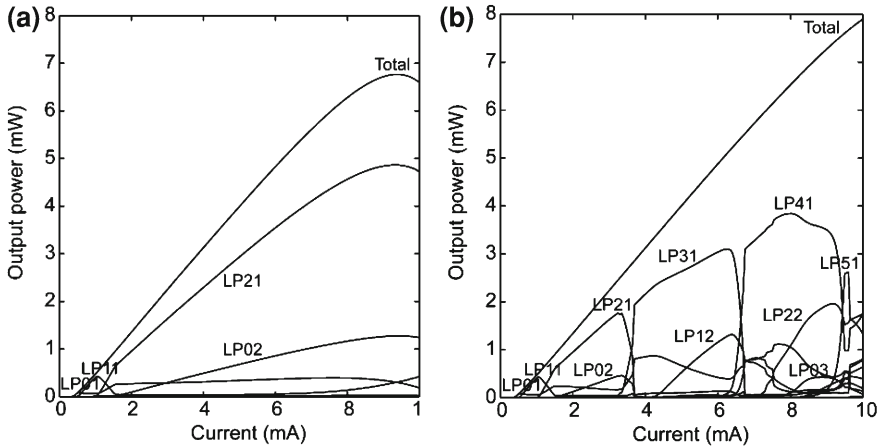 (a)
8
7
6
5
4
3
2
1
0
Output power (mW)
Total
LP21
LP02
LP11
LP01
0
2
4
6
8
1
Current (mA)
(b)
8
7
6
5
4
3
2
1
0
Output power (mW)
Total
LP41
LP51
LP31
LP21
LP12
LP22
LP11
LP02
LP03
LP01
0
2
4
6
8
10
Current (mA)